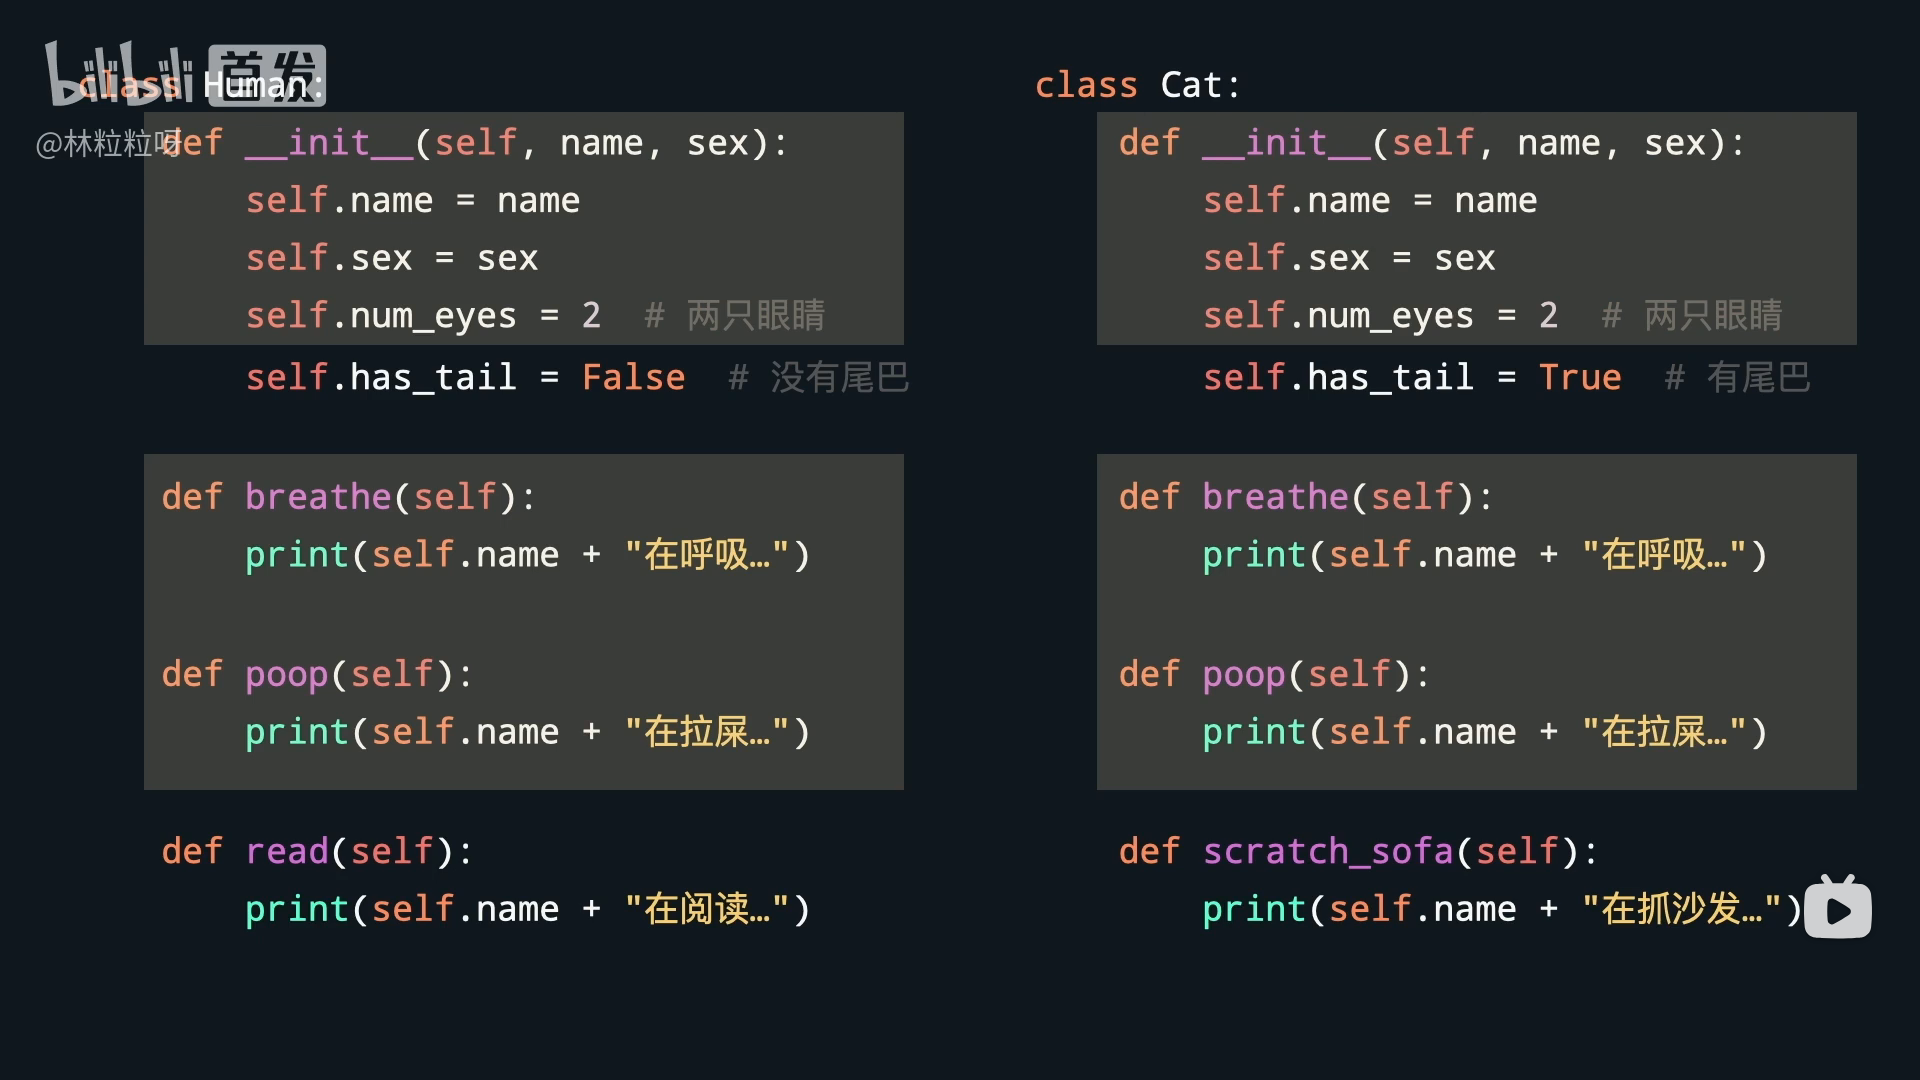 bilibili 首发
@林粒粒呀
class Human:
def __init__(self, name, sex):
self.name = name
self.sex = sex
self.num_eyes = 2  # 两只眼睛
self.has_tail = False  # 没有尾巴
def breathe(self):
print(self.name + "在呼吸…")
def poop(self):
print(self.name + "在拉屎…")
def read(self):
print(self.name + "在阅读…")
class Cat:
def __init__(self, name, sex):
self.name = name
self.sex = sex
self.num_eyes = 2  # 两只眼睛
self.has_tail = True  # 有尾巴
def breathe(self):
print(self.name + "在呼吸…")
def poop(self):
print(self.name + "在拉屎…")
def scratch_sofa(self):
print(self.name + "在抓沙发…")